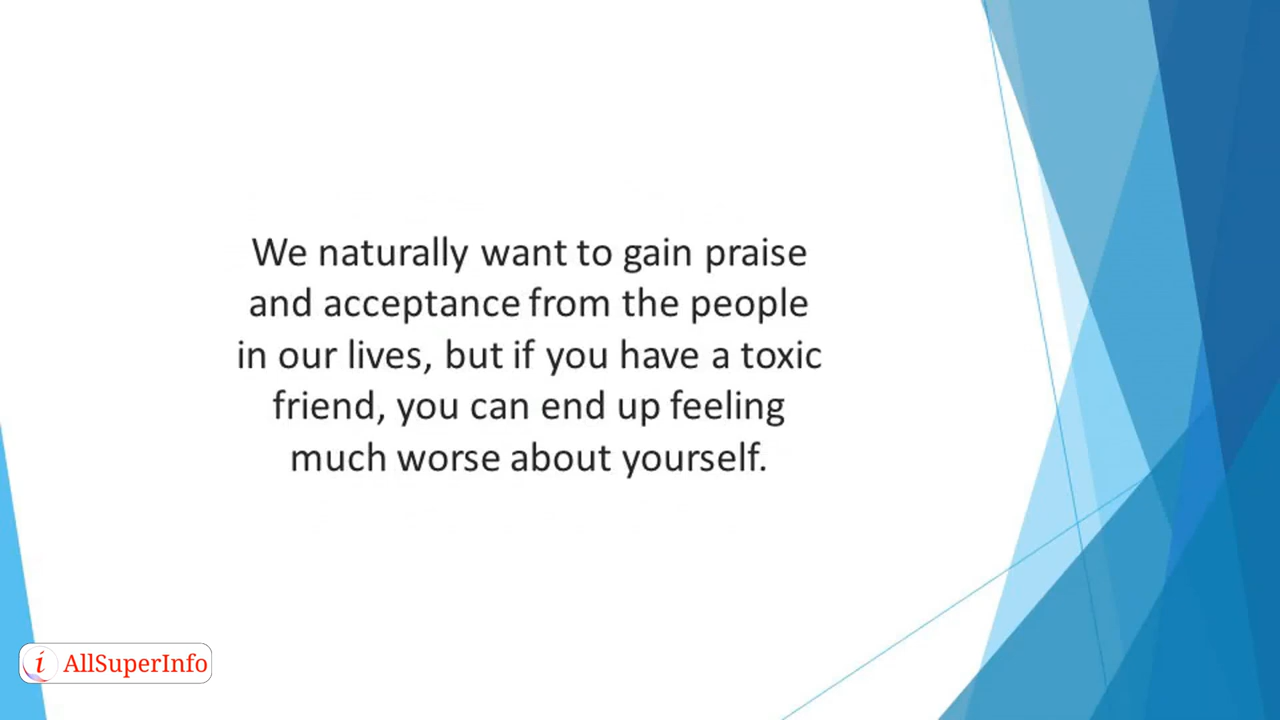 We naturally want to gain praise
and acceptance from the people
in our lives, but if you have a toxic
friend, you can end up feeling
much worse about yourself.
i AllSuperInfo